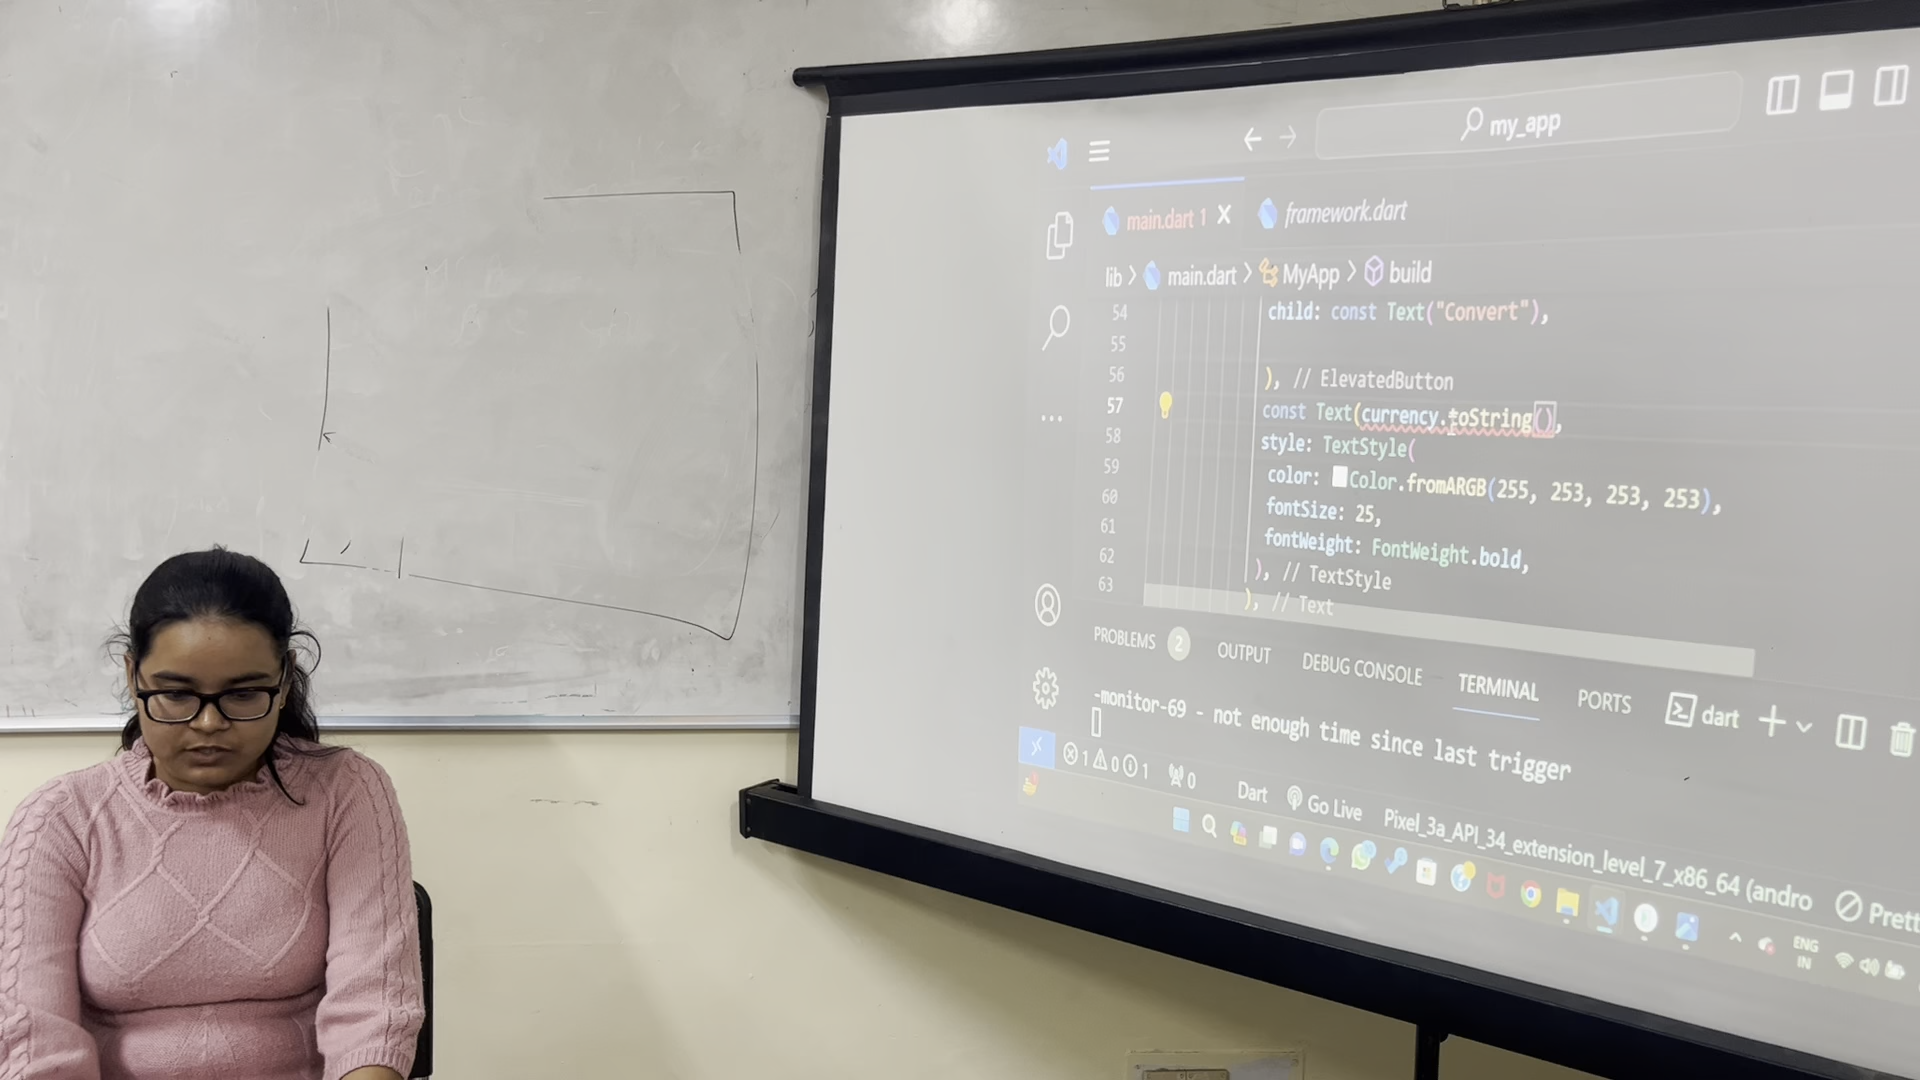 my_app
main.dart 1
framework.dart
lib > main.dart > MyApp > build
54 child: const Text("Convert"),
55
56 ), // ElevatedButton
57 const Text(currency.toString(),
58 style: TextStyle(
59 color: Color.fromARGB(255, 253, 253, 253),
60 fontSize: 25,
61 fontWeight: FontWeight.bold,
62 ), // TextStyle
63 ), // Text
PROBLEMS 2 OUTPUT DEBUG CONSOLE TERMINAL PORTS dart
-monitor-69 - not enough time since last trigger
1 0 1 0 Dart Go Live Pixel_3a_API_34_extension_level_7_x86_64 (andro Prett
ENG
IN